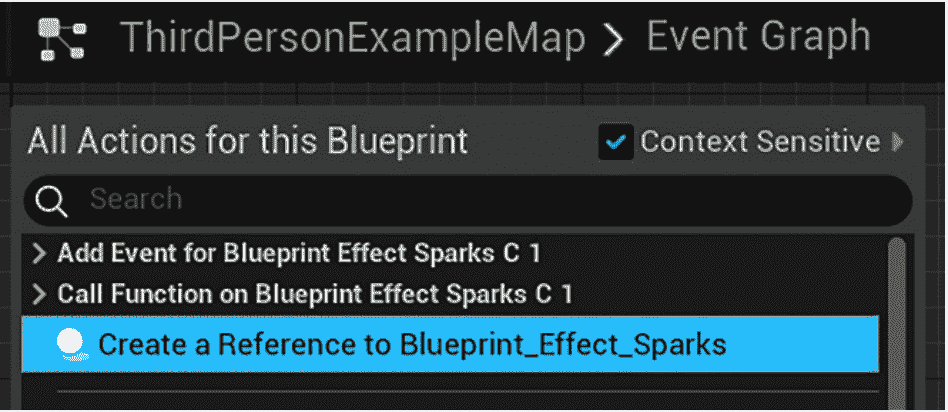 ThirdPersonExampleMap > Event Graph
All Actions for this Blueprint Context Sensitive
Search
Add Event for Blueprint Effect Sparks C 1
Call Function on Blueprint Effect Sparks C 1
Create a Reference to Blueprint_Effect_Sparks